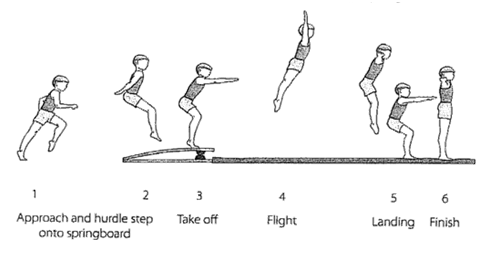 1 2 3 4 5 6
Approach and hurdle step Take off Flight Landing Finish
onto springboard